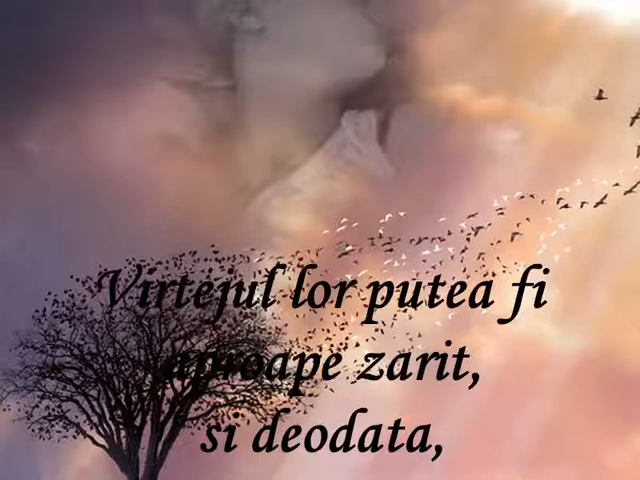 Virtejul lor putea fi
aproape zarit,
si deodata,